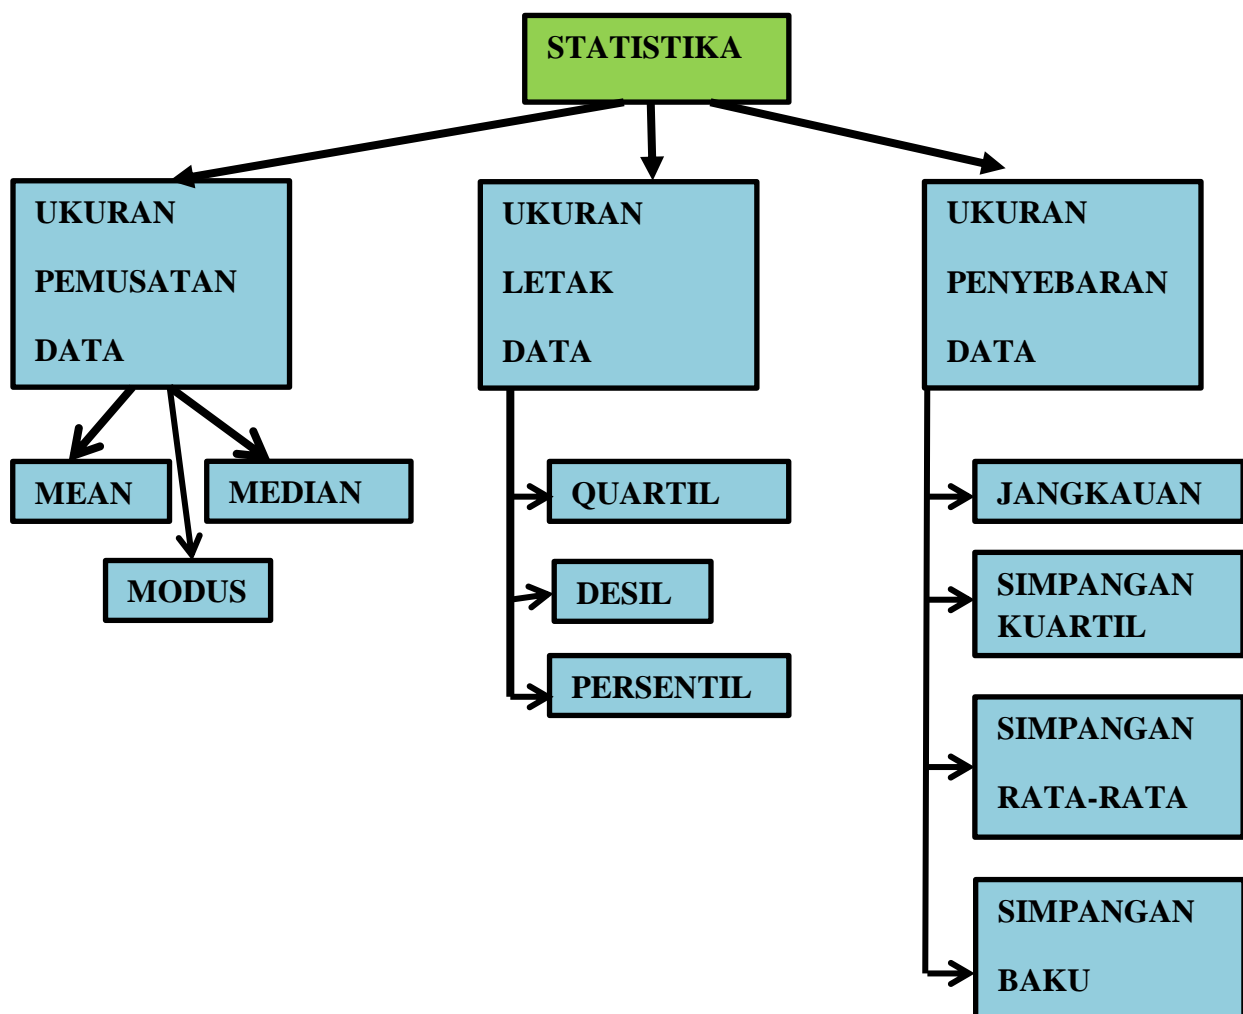 STATISTIKA
UKURAN
PEMUSATAN
DATA
UKURAN
LETAK
DATA
UKURAN
PENYEBARAN
DATA
MEAN
MEDIAN
MODUS
QUARTIL
DESIL
PERSENTIL
JANGKAUAN
SIMPANGAN
KUARTIL
SIMPANGAN
RATA-RATA
SIMPANGAN
BAKU